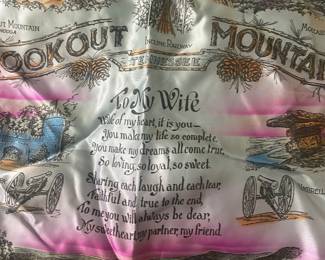 LOOKOUT MOUNTAIN
INCLINE RAILWAY
TENNESSEE
To My Wife
Wife of my heart, it is you—
You make my life so complete,
You make my dreams all come true,
So loving, so loyal, so sweet.
Sharing each laugh and each tear,
Faithful and true to the end,
To me you will always be dear,
My sweetheart, my partner, my friend.